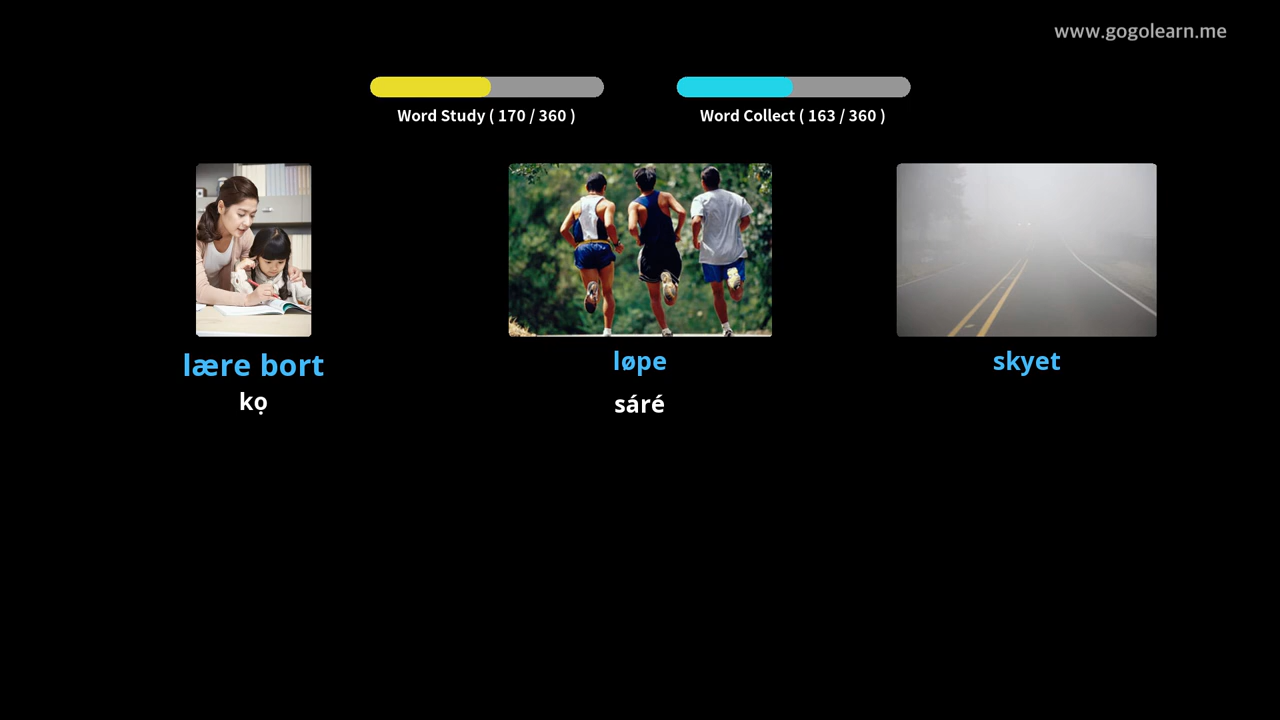 www.gogolearn.me
Word Study ( 170 / 360 )
Word Collect ( 163 / 360 )
lære bort
løpe
skyet
kọ
sáré